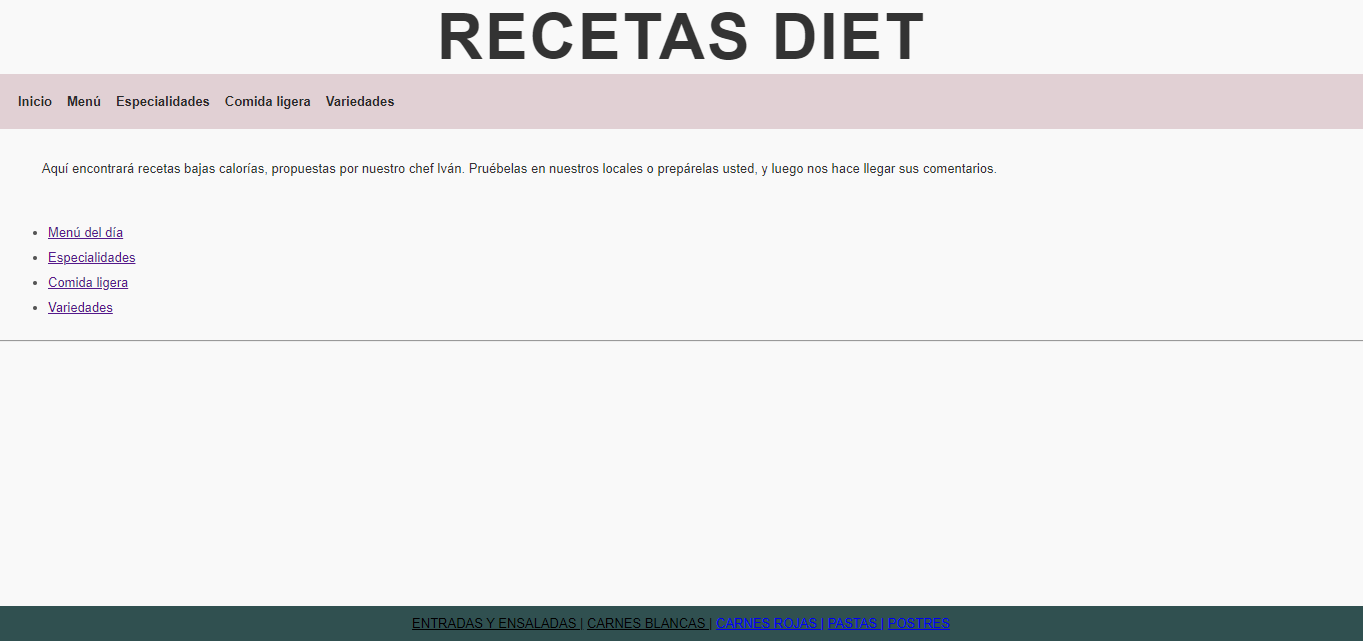 RECETAS DIET
Inicio Menú Especialidades Comida ligera Variedades
Aquí encontrará recetas bajas calorías, propuestas por nuestro chef Iván. Pruébelas en nuestros locales o prepárelas usted, y luego nos hace llegar sus comentarios.
Menú del día
Especialidades
Comida ligera
Variedades
ENTRADAS Y ENSALADAS | CARNES BLANCAS | CARNES ROJAS | PASTAS | POSTRES